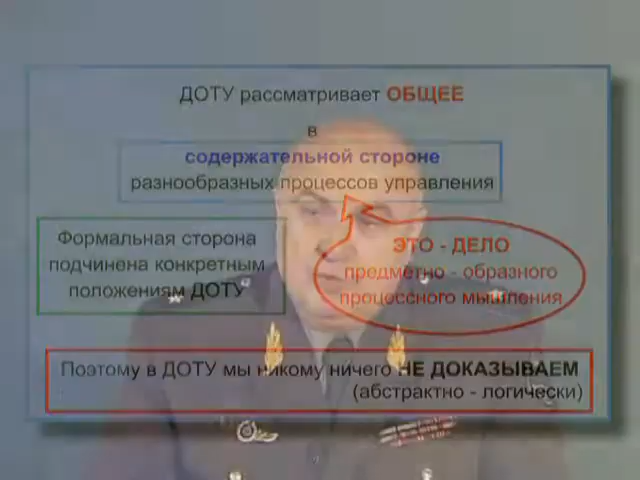 ДОТУ рассматривает ОБЩЕЕ
в
содержательной стороне
разнообразных процессов управления
Формальная сторона
подчинена конкретным
положениям ДОТУ
ЭТО - ДЕЛО
предметно - образного
процессного мышления
Поэтому в ДОТУ мы никому ничего НЕ ДОКАЗЫВАЕМ
(абстрактно - логически)